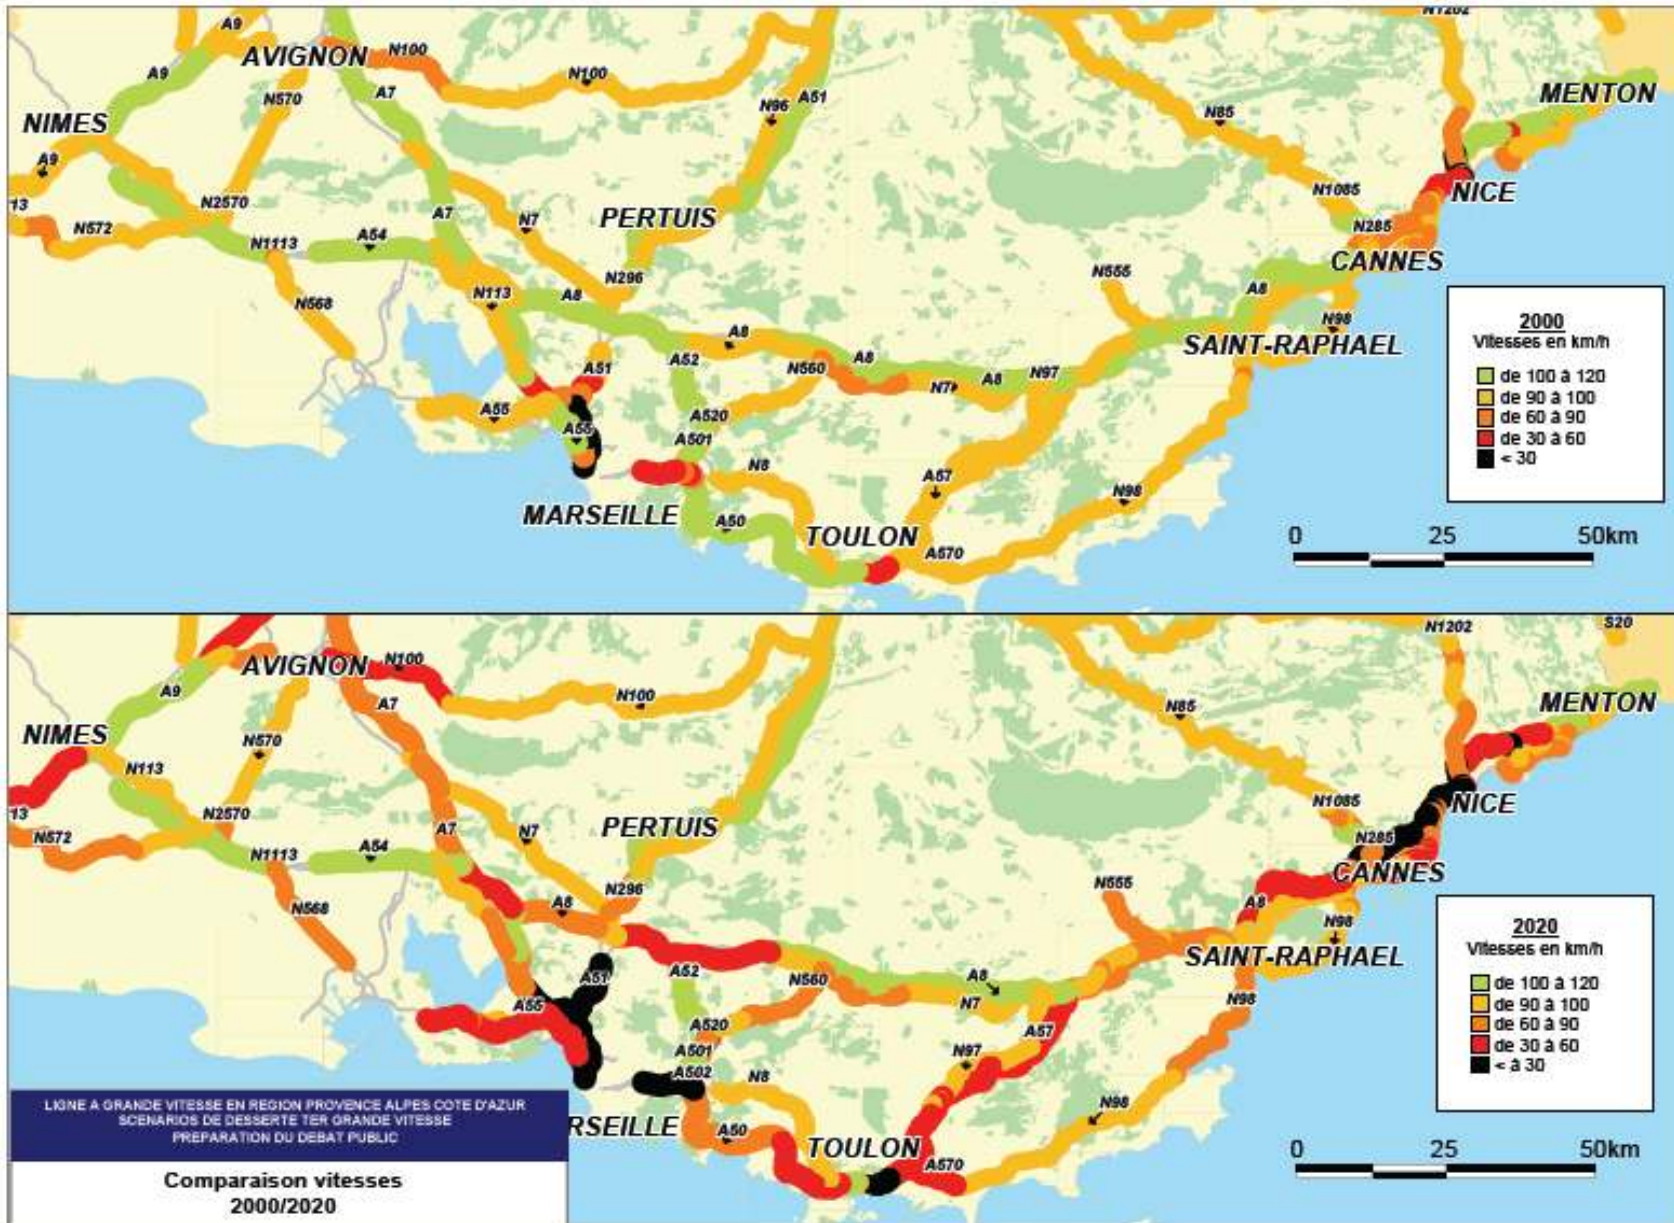 N1202
A9
AVIGNON
N100
N100
A7
N570
N96
A51
MENTON
NIMES
N85
A9
N1085
NICE
13
N572
N2570
A7
N7
PERTUIS
N285
N1113
A54
CANNES
N296
N555
N568
N113
A8
A8
N98
A8
SAINT-RAPHAEL
A52
A51
N560
A8
N7
A8
N97
A55
A520
A55
A501
N8
A57
N98
MARSEILLE
A50
TOULON
A570
2000
Vitesses en km/h
de 100 à 120
de 90 à 100
de 60 à 90
de 30 à 60
< 30
0 25 50km
N1202
S20
AVIGNON
N100
A9
N100
A7
MENTON
NIMES
N570
N85
N113
N1085
NICE
13
N572
N2570
A7
N7
PERTUIS
N285
N1113
A54
CANNES
N296
N555
N568
A8
A8
N98
SAINT-RAPHAEL
A52
A51
N560
A8
N7
A55
N98
A520
A57
A501
N97
A502
N8
N98
RSEILLE
A50
TOULON
A570
2020
Vitesses en km/h
de 100 à 120
de 90 à 100
de 60 à 90
de 30 à 60
< à 30
0 25 50km
LIGNE A GRANDE VITESSE EN REGION PROVENCE ALPES COTE D'AZUR
SCENARIOS DE DESSERTE TER GRANDE VITESSE
PREPARATION DU DEBAT PUBLIC
Comparaison vitesses
2000/2020